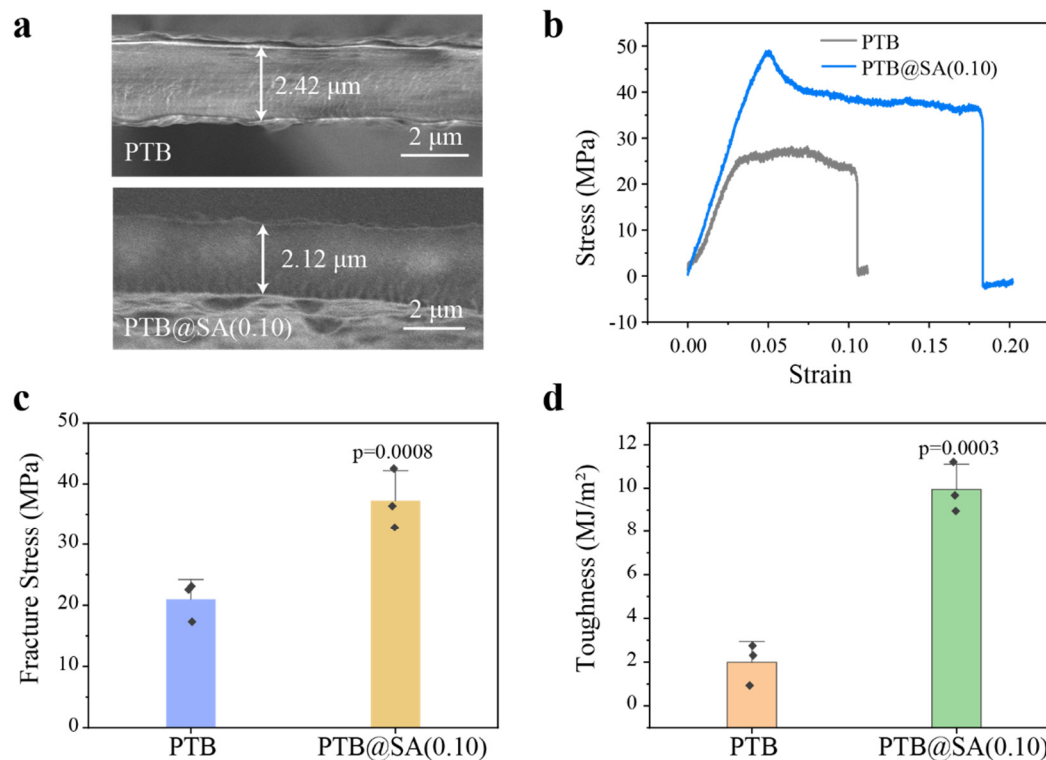 a
2.42 μm
PTB
2 μm
2.12 μm
PTB@SA(0.10)
2 μm
b
PTB
PTB@SA(0.10)
50
40
30
20
10
0
-10
Stress (MPa)
0.00 0.05 0.10 0.15 0.20
Strain
c
p=0.0008
50
40
30
20
10
0
Fracture Stress (MPa)
PTB PTB@SA(0.10)
d
p=0.0003
12
10
8
6
4
2
0
Toughness (MJ/m²)
PTB PTB@SA(0.10)